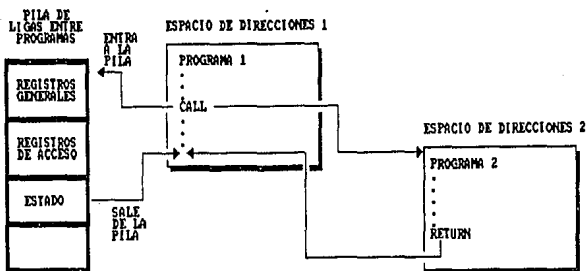 PILA DE
LIGAS ENTRE
PROGRAMAS
REGISTROS
GENERALES
REGISTROS
DE ACCESO
ESTADO
ENTRA
A LA
PILA
SALE
DE LA
PILA
ESPACIO DE DIRECCIONES 1
PROGRAMA 1
CALL
ESPACIO DE DIRECCIONES 2
PROGRAMA 2
RETURN